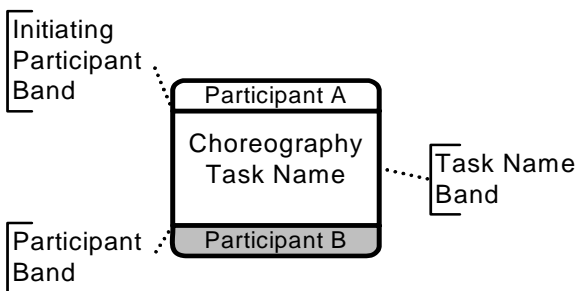 Initiating
Participant
Band
Participant A
Choreography
Task Name
Task Name
Band
Participant B
Participant
Band